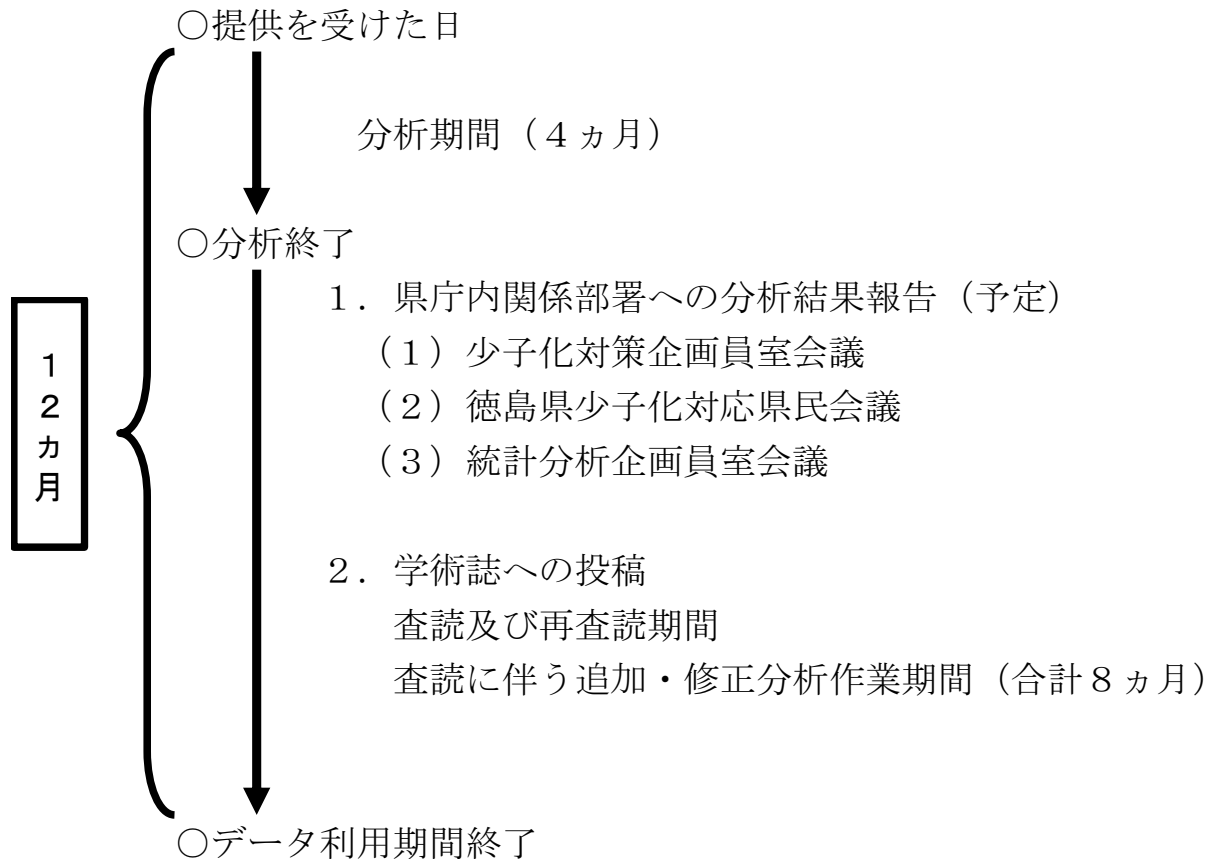 ○提供を受けた日
分析期間（４ヵ月）
○分析終了
１．県庁内関係部署への分析結果報告（予定）
（１）少子化対策企画員室会議
（２）徳島県少子化対応県民会議
（３）統計分析企画員室会議
１２ヵ月
２．学術誌への投稿
査読及び再査読期間
査読に伴う追加・修正分析作業期間（合計８ヵ月）
○データ利用期間終了